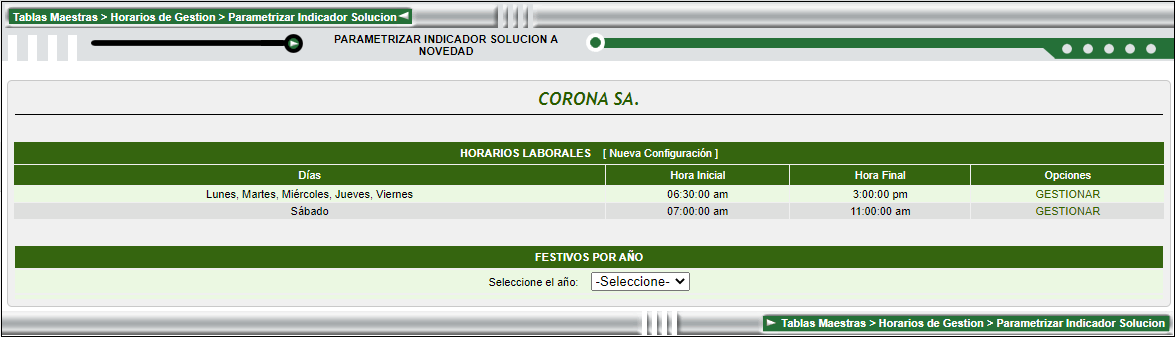 Tablas Maestras > Horarios de Gestion > Parametrizar Indicador Solucion
PARAMETRIZAR INDICADOR SOLUCION A
NOVEDAD
CORONA SA.
HORARIOS LABORALES [ Nueva Configuración ]
Días Hora Inicial Hora Final Opciones
Lunes, Martes, Miércoles, Jueves, Viernes 06:30:00 am 3:00:00 pm GESTIONAR
Sábado 07:00:00 am 11:00:00 am GESTIONAR
FESTIVOS POR AÑO
Seleccione el año: -Seleccione-
Tablas Maestras > Horarios de Gestion > Parametrizar Indicador Solucion